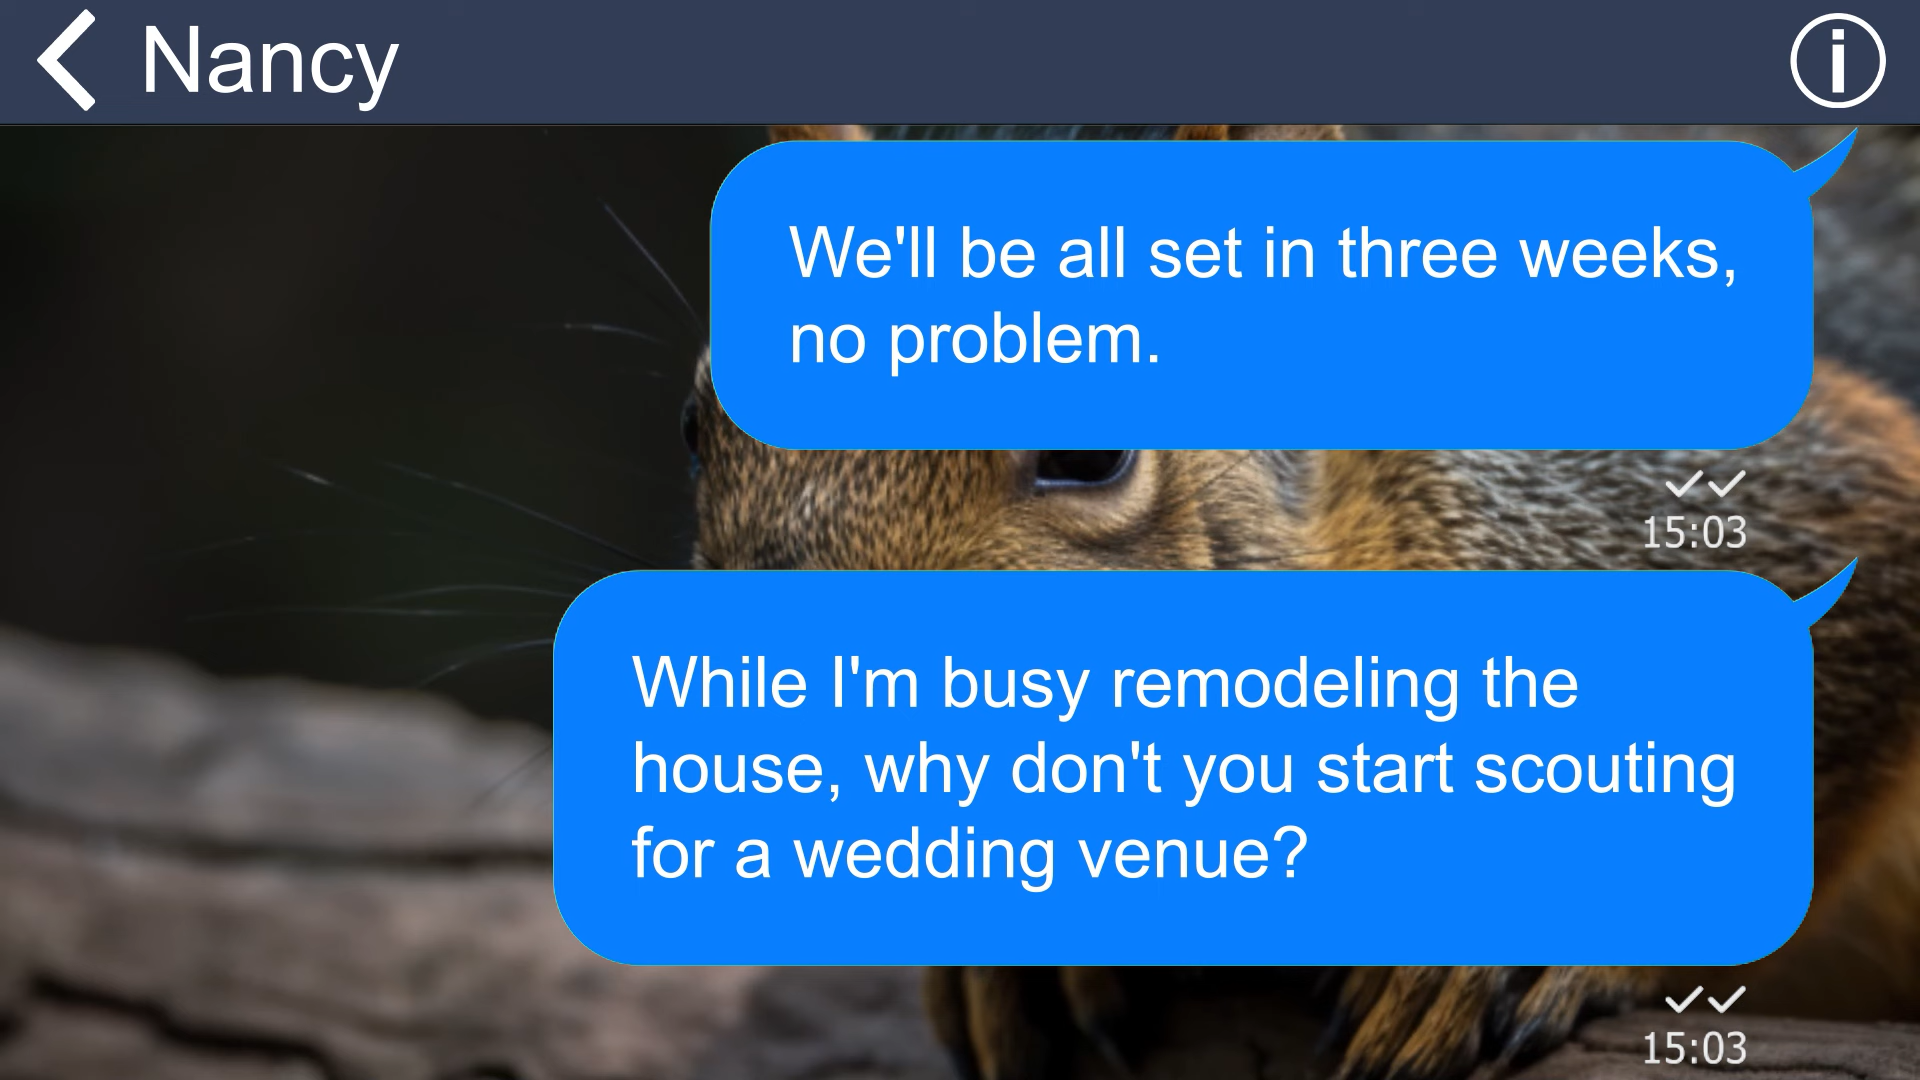 Nancy
We'll be all set in three weeks,
no problem.
15:03
While I'm busy remodeling the
house, why don't you start scouting
for a wedding venue?
15:03